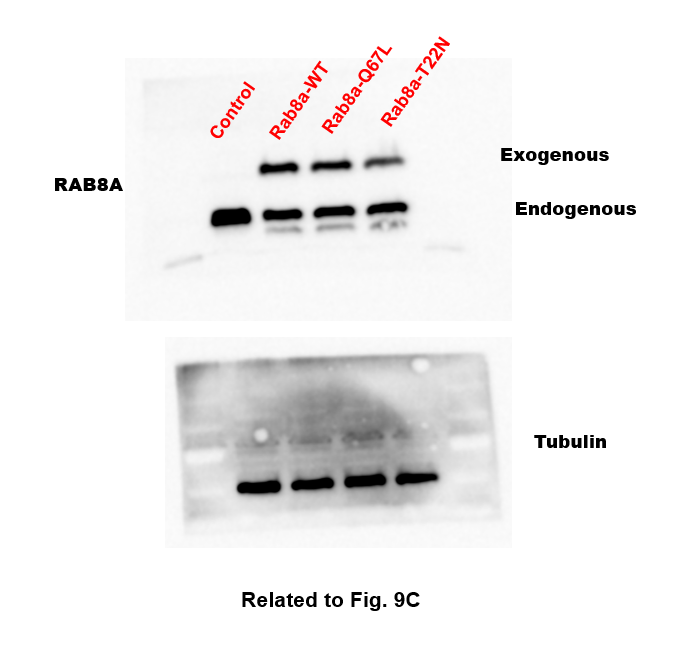 Control
Rab8a-WT
Rab8a-Q67L
Rab8a-T22N
Exogenous
RAB8A
Endogenous
Tubulin
Related to Fig. 9C